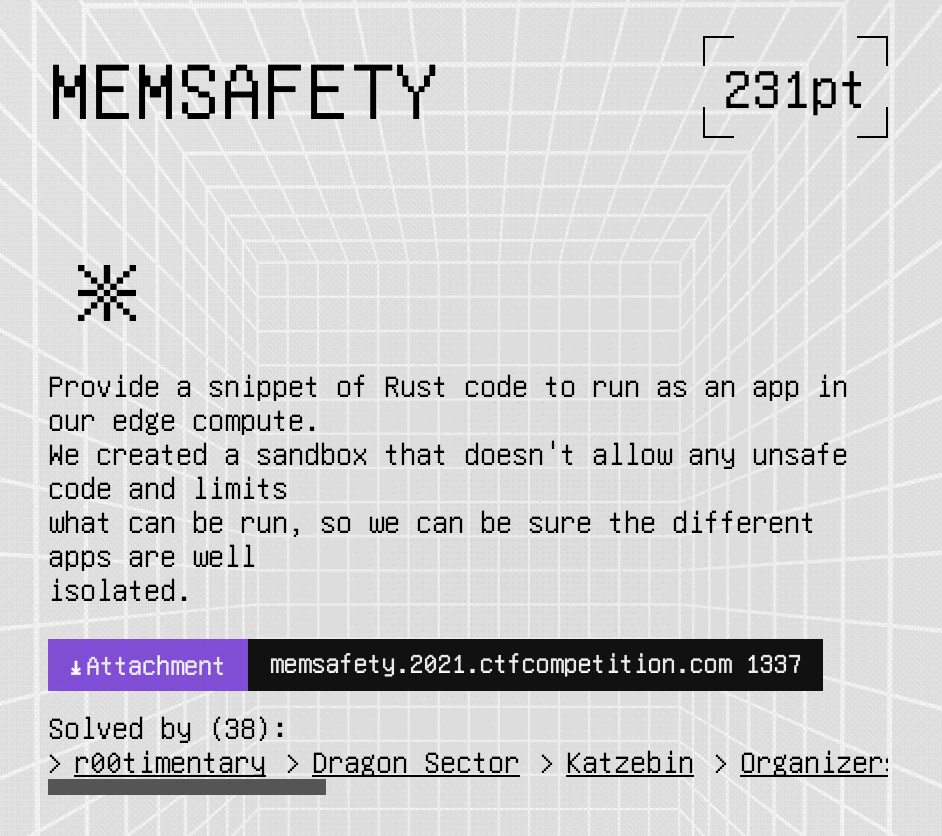 MEMSAFETY
231pt
Provide a snippet of Rust code to run as an app in
our edge compute.
We created a sandbox that doesn't allow any unsafe
code and limits
what can be run, so we can be sure the different
apps are well
isolated.
Attachment memsafety.2021.ctfcompetition.com 1337
Solved by (38):
> r00timentary > Dragon Sector > Katzebin > Organizers